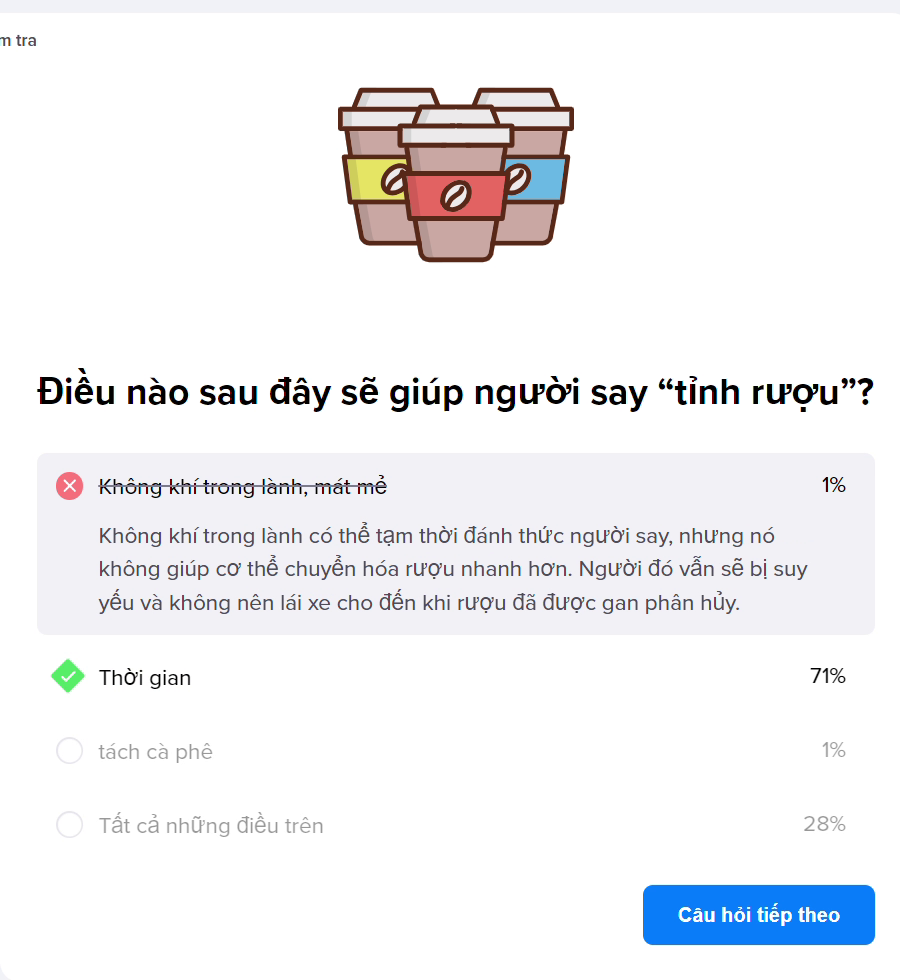 m tra
Điều nào sau đây sẽ giúp người say “tỉnh rượu”?
Không khí trong lành, mát mẻ
1%
Không khí trong lành có thể tạm thời đánh thức người say, nhưng nó
không giúp cơ thể chuyển hóa rượu nhanh hơn. Người đó vẫn sẽ bị suy
yếu và không nên lái xe cho đến khi rượu đã được gan phân hủy.
Thời gian
71%
tách cà phê
1%
Tất cả những điều trên
28%
Câu hỏi tiếp theo